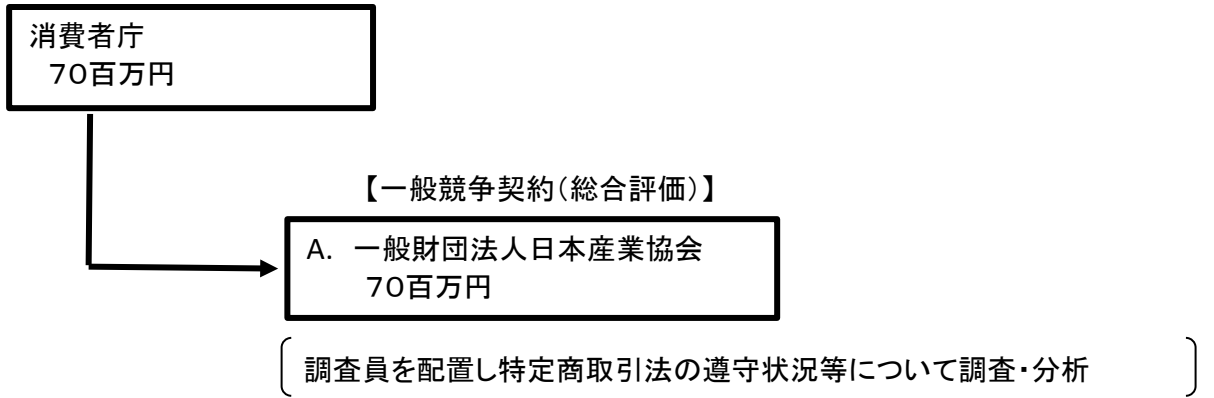 消費者庁
７０百万円
【一般競争契約（総合評価）】
A. 一般財団法人日本産業協会
７０百万円
調査員を配置し特定商取引法の遵守状況等について調査・分析